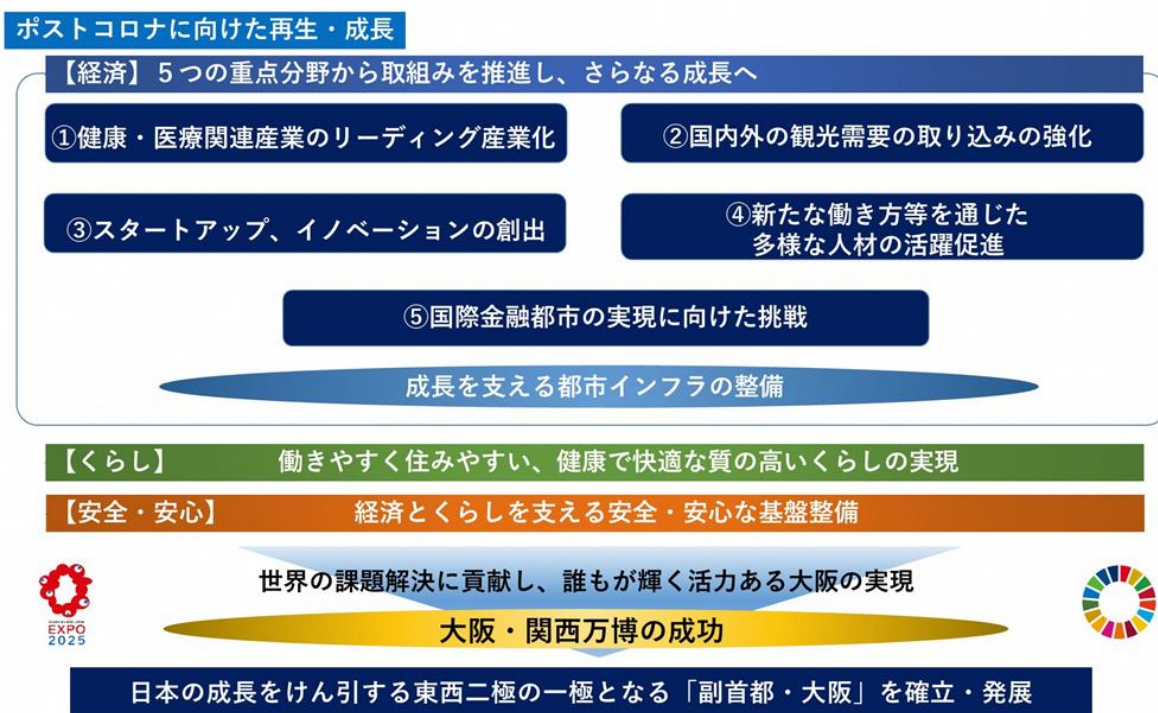 ポストコロナに向けた再生・成長
【経済】５つの重点分野から取組みを推進し、さらなる成長へ
①健康・医療関連産業のリーディング産業化
②国内外の観光需要の取り込みの強化
③スタートアップ、イノベーションの創出
④新たな働き方等を通じた
多様な人材の活躍促進
⑤国際金融都市の実現に向けた挑戦
成長を支える都市インフラの整備
【くらし】 働きやすく住みやすい、健康で快適な質の高いくらしの実現
【安全・安心】 経済とくらしを支える安全・安心な基盤整備
世界の課題解決に貢献し、誰もが輝く活力ある大阪の実現
EXPO
2025
大阪・関西万博の成功
日本の成長をけん引する東西二極の一極となる「副首都・大阪」を確立・発展